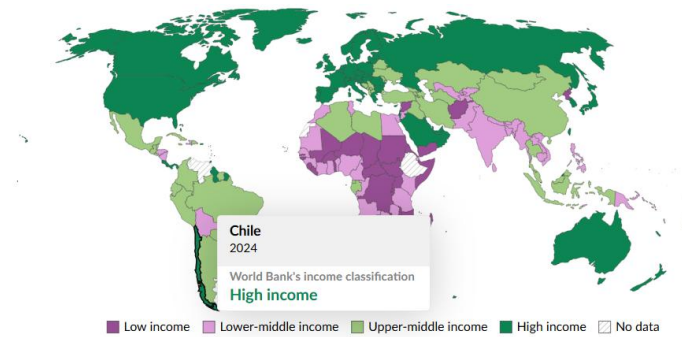 Chile
2024
World Bank's income classification
High income
Low income Lower-middle income Upper-middle income High income No data